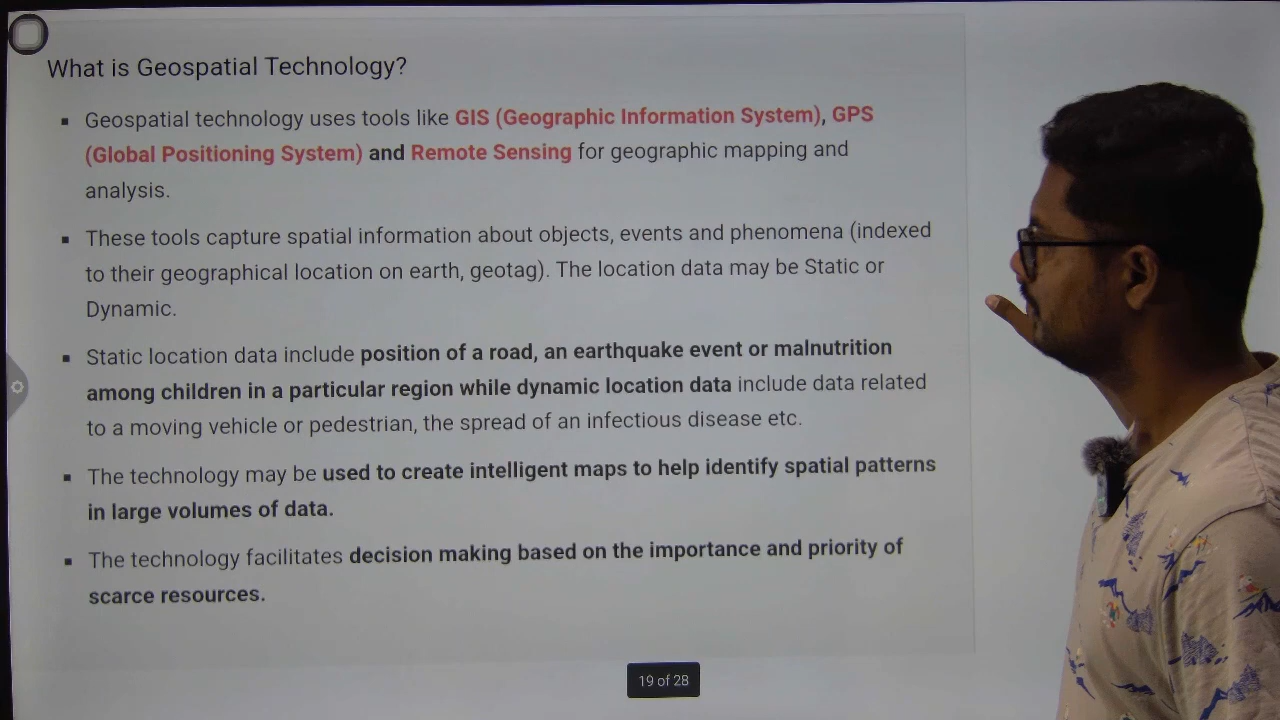 What is Geospatial Technology?
▪ Geospatial technology uses tools like GIS (Geographic Information System), GPS
(Global Positioning System) and Remote Sensing for geographic mapping and
analysis.
▪ These tools capture spatial information about objects, events and phenomena (indexed
to their geographical location on earth, geotag). The location data may be Static or
Dynamic.
▪ Static location data include position of a road, an earthquake event or malnutrition
among children in a particular region while dynamic location data include data related
to a moving vehicle or pedestrian, the spread of an infectious disease etc.
▪ The technology may be used to create intelligent maps to help identify spatial patterns
in large volumes of data.
▪ The technology facilitates decision making based on the importance and priority of
scarce resources.
19 of 28